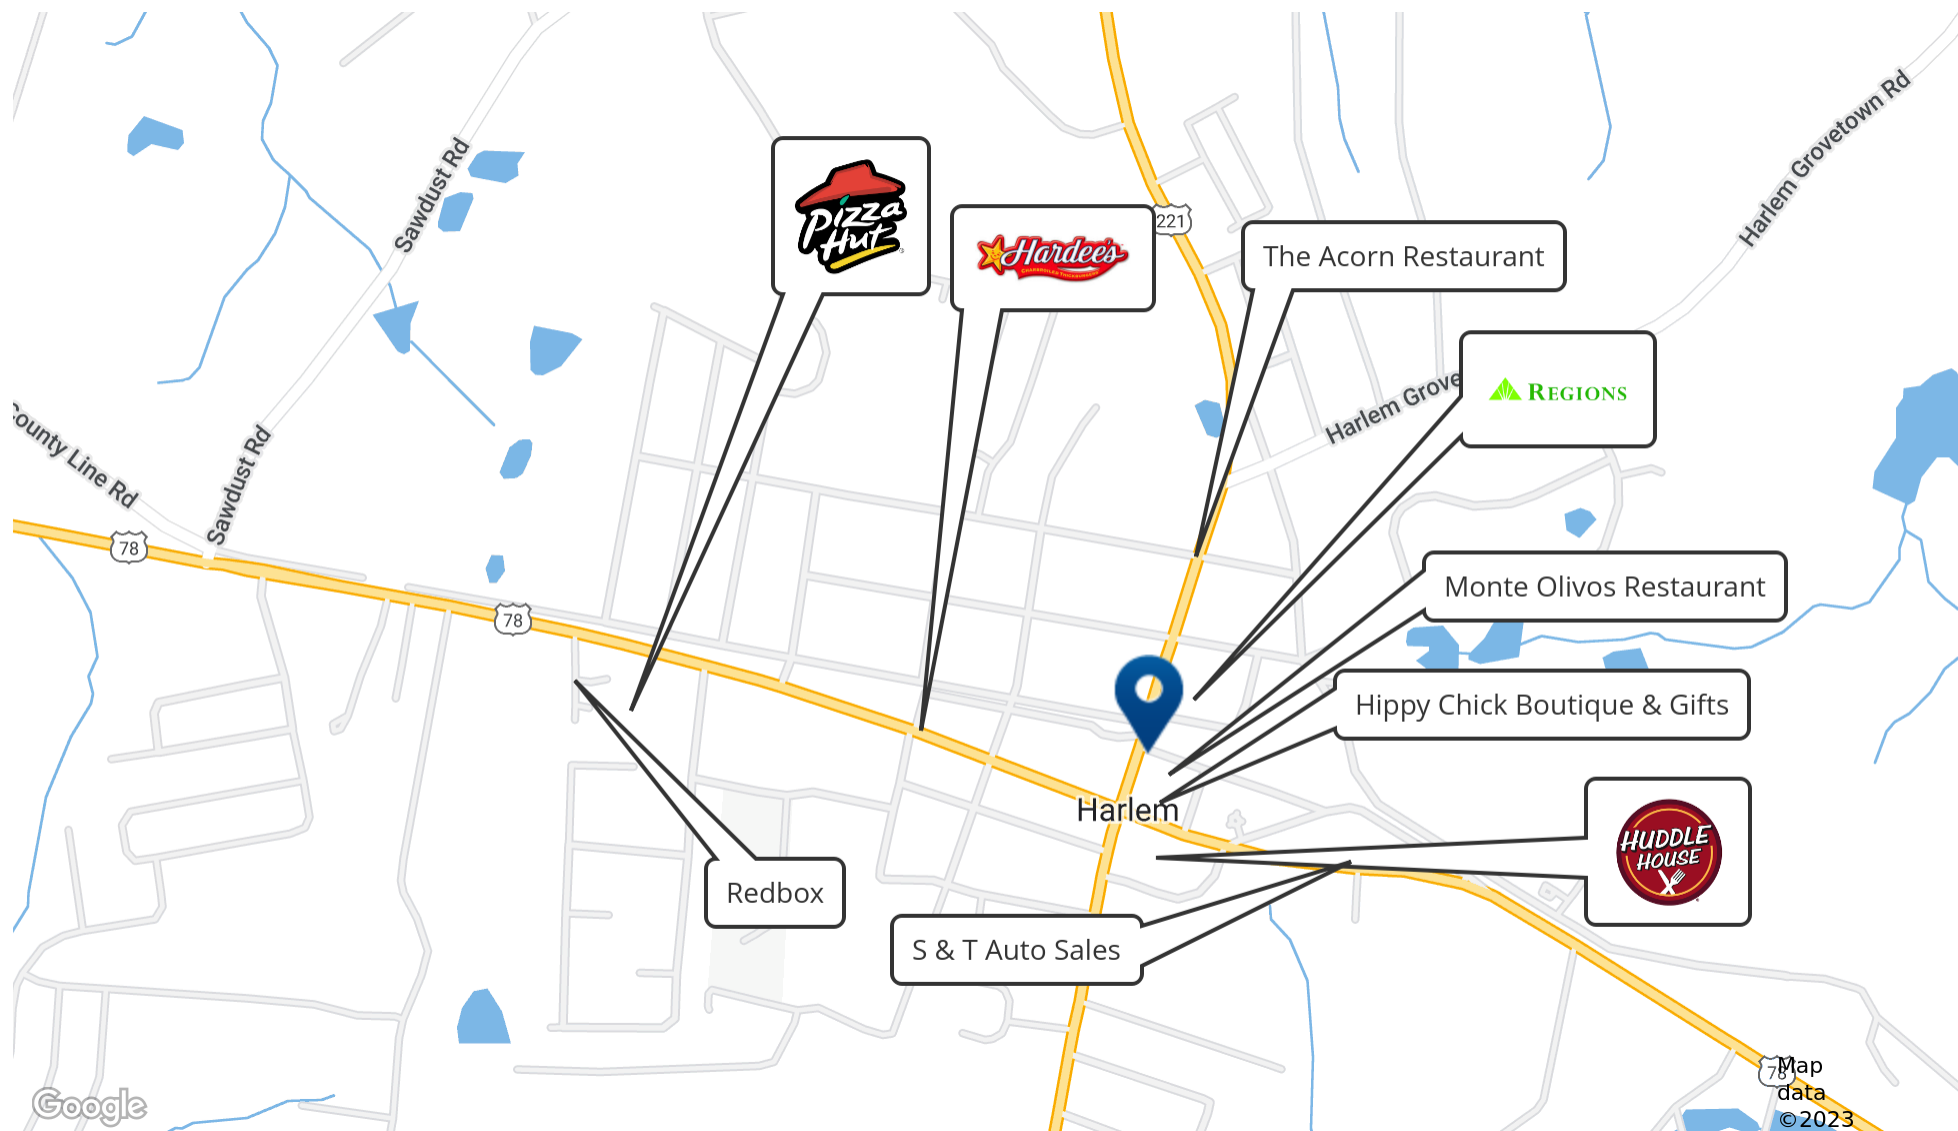 Sawdust Rd
Harlem Grovetown Rd
Pizza
Hut
221
Hardee's
CHARBROILED THICKBURGERS
The Acorn Restaurant
REGIONS
Harlem Grove
County Line Rd
Sawdust Rd
78
78
Monte Olivos Restaurant
Hippy Chick Boutique & Gifts
Harlem
HUDDLE
HOUSE
Redbox
S & T Auto Sales
78
Map
data
©2023
Google